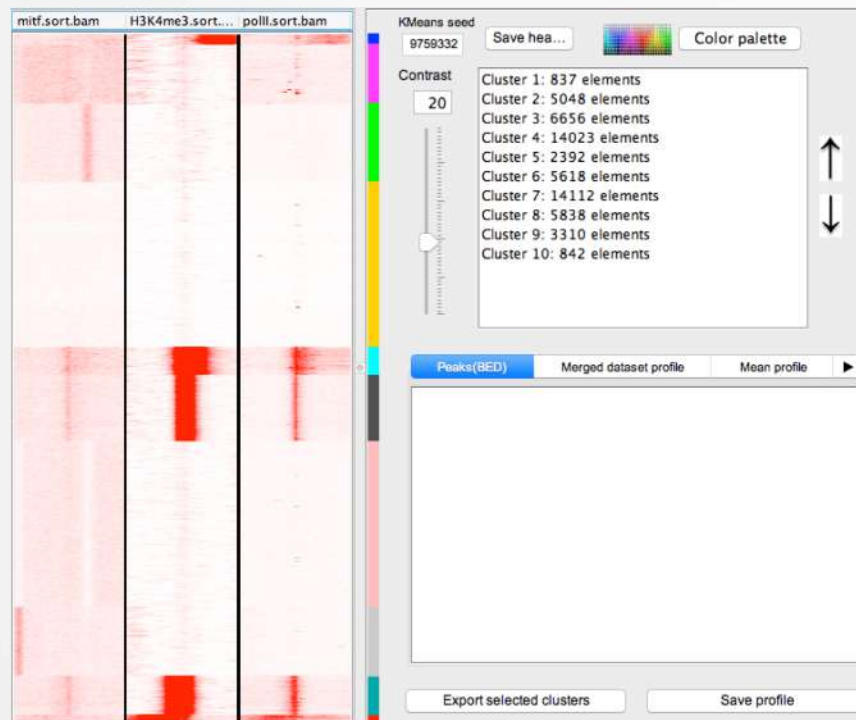 mitf.sort.bam H3K4me3.sort.... polII.sort.bam
KMeans seed
9759332 Save hea... Color palette
Contrast
20
Cluster 1: 837 elements
Cluster 2: 5048 elements
Cluster 3: 6656 elements
Cluster 4: 14023 elements
Cluster 5: 2392 elements
Cluster 6: 5618 elements
Cluster 7: 14112 elements
Cluster 8: 5838 elements
Cluster 9: 3310 elements
Cluster 10: 842 elements
Peaks(BED) Merged dataset profile Mean profile
Export selected clusters Save profile